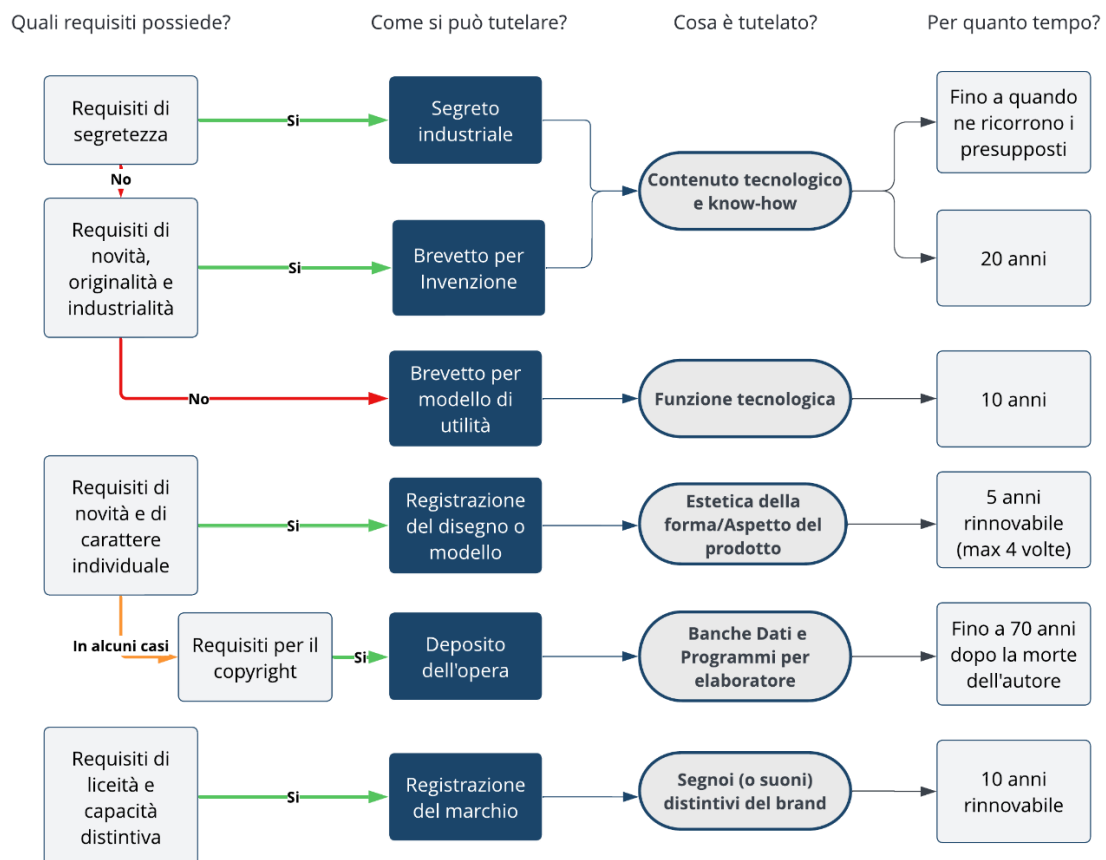 Quali requisiti possiede?
Come si può tutelare?
Cosa è tutelato?
Per quanto tempo?
Requisiti di
segretezza
Si
Segreto
industriale
Contenuto tecnologico
e know-how
Fino a quando
ne ricorrono i
presupposti
No
Requisiti di
novità,
originalità e
industrialità
Si
Brevetto per
Invenzione
20 anni
No
Brevetto per
modello di
utilità
Funzione tecnologica
10 anni
Requisiti di
novità e di
carattere
individuale
Si
Registrazione
del disegno o
modello
Estetica della
forma/Aspetto del
prodotto
5 anni
rinnovabile
(max 4 volte)
In alcuni casi
Requisiti per il
copyright
Si
Deposito
dell'opera
Banche Dati e
Programmi per
elaboratore
Fino a 70 anni
dopo la morte
dell'autore
Requisiti di
liceità e
capacità
distintiva
Si
Registrazione
del marchio
Segnoi (o suoni)
distintivi del brand
10 anni
rinnovabile